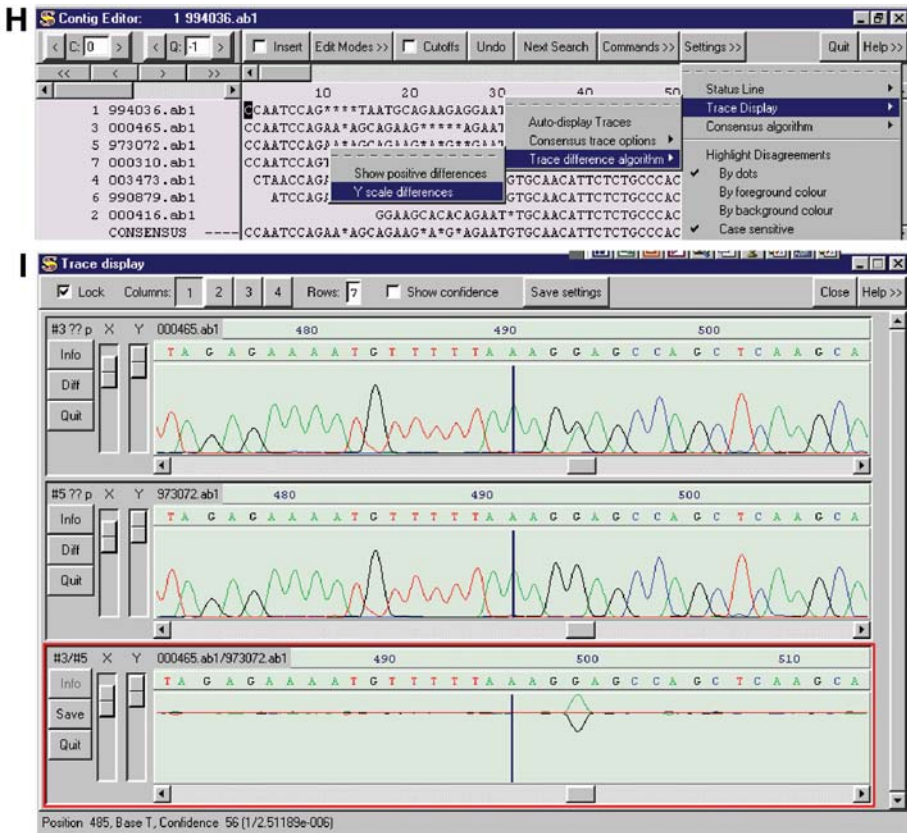 H
Contig Editor: 1 994036.ab1
< C: 0 > < Q: -1 > Insert Edit Modes >> Cutoffs Undo Next Search Commands >> Settings >> Quit Help >>
<< < > >>
10 20 30 40 50
1 994036.ab1 CCAATCCAG****TAATGCAGAAGAGGAAT
3 000465.ab1 CCAATCCAGAA*AGCAGAAG*****AGAAT
5 973072.ab1 CCAATCCAGA
7 000310.ab1 CCAATCCAGT
4 003473.ab1 CTAACCAGA GTGCAACATTCTCTGCCCAC
6 990879.ab1 ATCCAGA
2 000416.ab1 GGAAGCACACAGAAT*TGCAACATTCTCTGCCCAC
CONSENSUS ---- CCAATCCAGAA*AGCAGAAG*A*G*AGAATGTGCAACATTCTCTGCCCAC
Status Line
Trace Display
Consensus algorithm
Highlight Disagreements
By dots
By foreground colour
By background colour
Case sensitive
Auto-display Traces
Consensus trace options
Trace difference algorithm
Show positive differences
Y scale differences
I
Trace display
Lock Columns: 1 2 3 4 Rows: 7 Show confidence Save settings Close Help >>
#3 ?? p X Y 000465.ab1 480 490 500
Info
Diff
Quit
T A G A G A A A A T G T T T T T A A A G G A G C C A G C T C A A G C A
#5 ?? p X Y 973072.ab1 480 490 500
Info
Diff
Quit
T A G A G A A A A T G T T T T T A A A G G A G C C A G C T C A A G C A
#3/#5 X Y 000465.ab1/973072.ab1 490 500 510
Info
Save
Quit
T A G A G A A A A T G T T T T T A A A G G A G C C A G C T C A A G C A
Position 485, Base T, Confidence 56 (1/2.51189e-006)